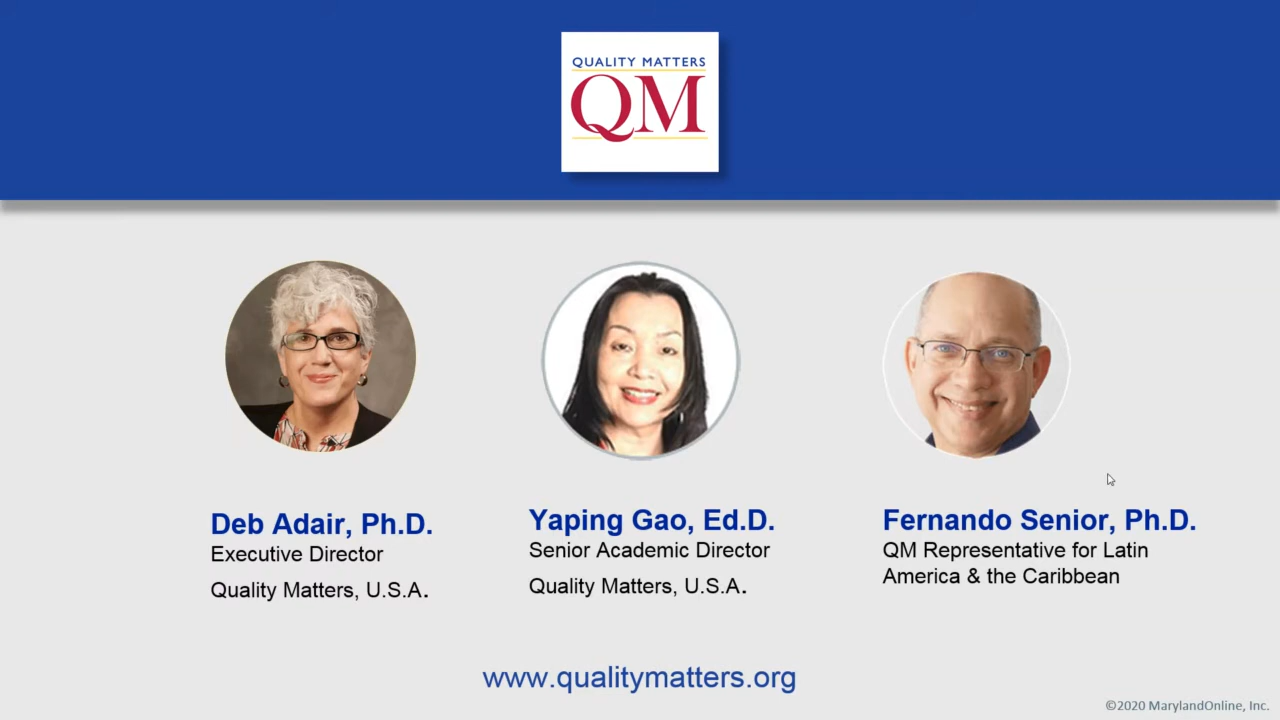 QUALITY MATTERS
QM
Deb Adair, Ph.D.
Executive Director
Quality Matters, U.S.A.
Yaping Gao, Ed.D.
Senior Academic Director
Quality Matters, U.S.A.
Fernando Senior, Ph.D.
QM Representative for Latin
America & the Caribbean
www.qualitymatters.org
©2020 MarylandOnline, Inc.